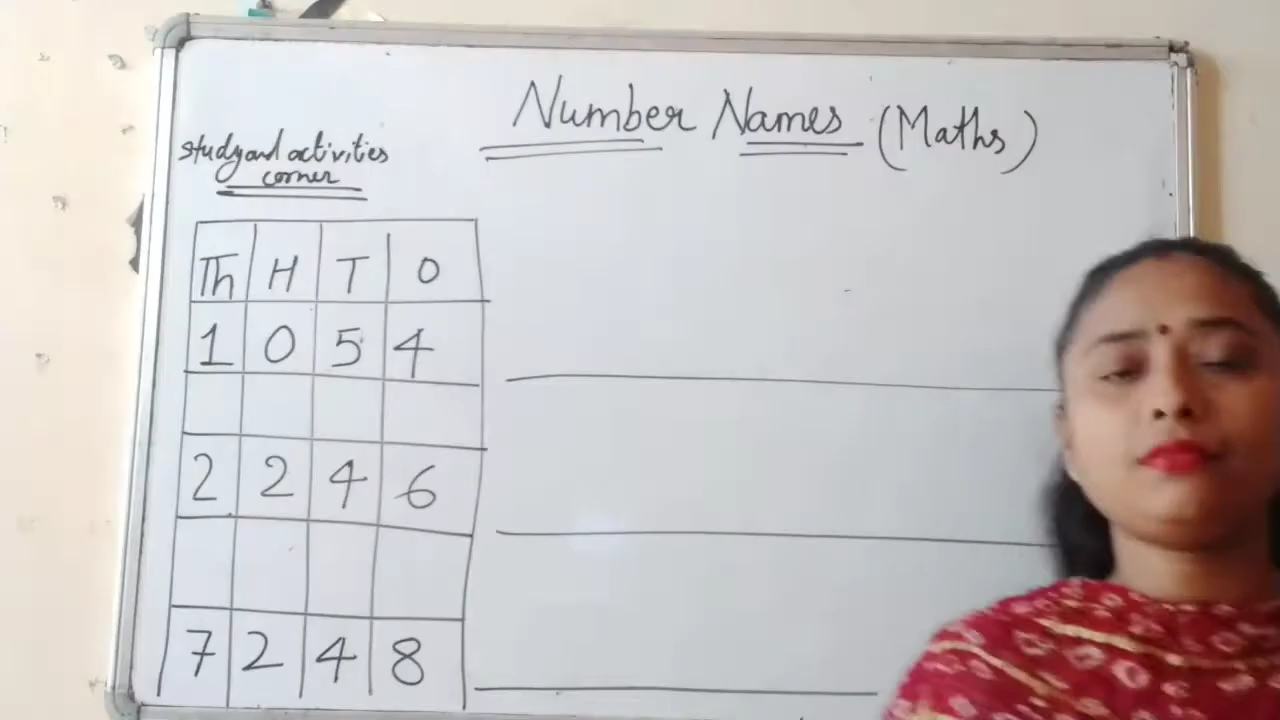 Number Names (Maths)
study and activities
corner
Th H T O
1 0 5 4
2 2 4 6
7 2 4 8